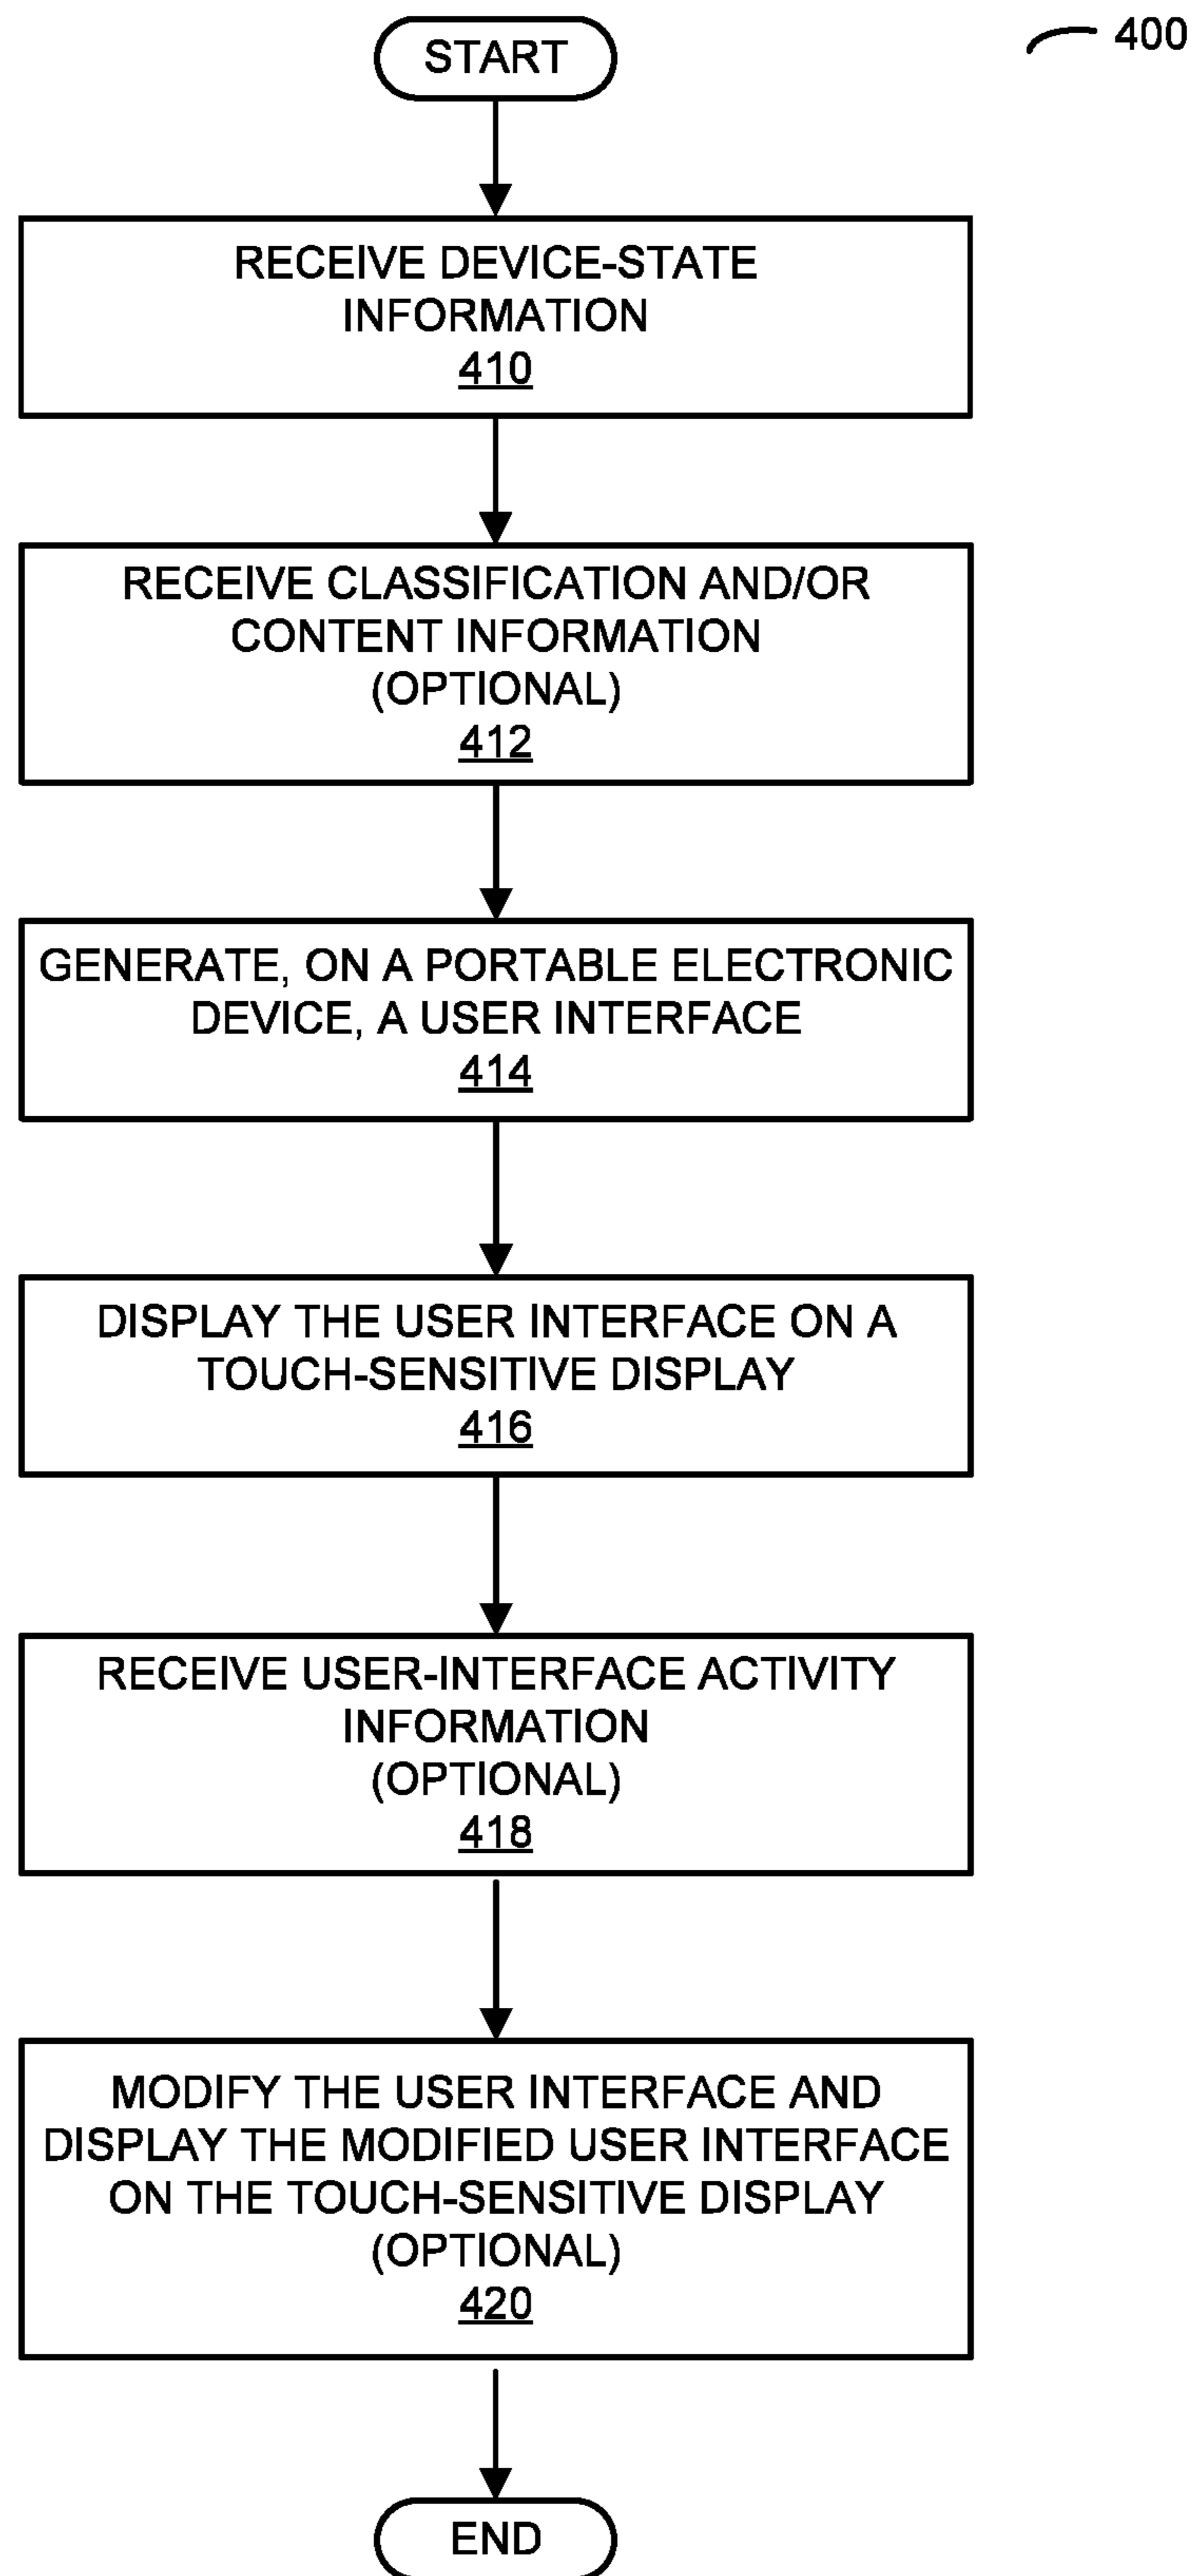 START
400
RECEIVE DEVICE-STATE
INFORMATION
410
RECEIVE CLASSIFICATION AND/OR
CONTENT INFORMATION
(OPTIONAL)
412
GENERATE, ON A PORTABLE ELECTRONIC
DEVICE, A USER INTERFACE
414
DISPLAY THE USER INTERFACE ON A
TOUCH-SENSITIVE DISPLAY
416
RECEIVE USER-INTERFACE ACTIVITY
INFORMATION
(OPTIONAL)
418
MODIFY THE USER INTERFACE AND
DISPLAY THE MODIFIED USER INTERFACE
ON THE TOUCH-SENSITIVE DISPLAY
(OPTIONAL)
420
END